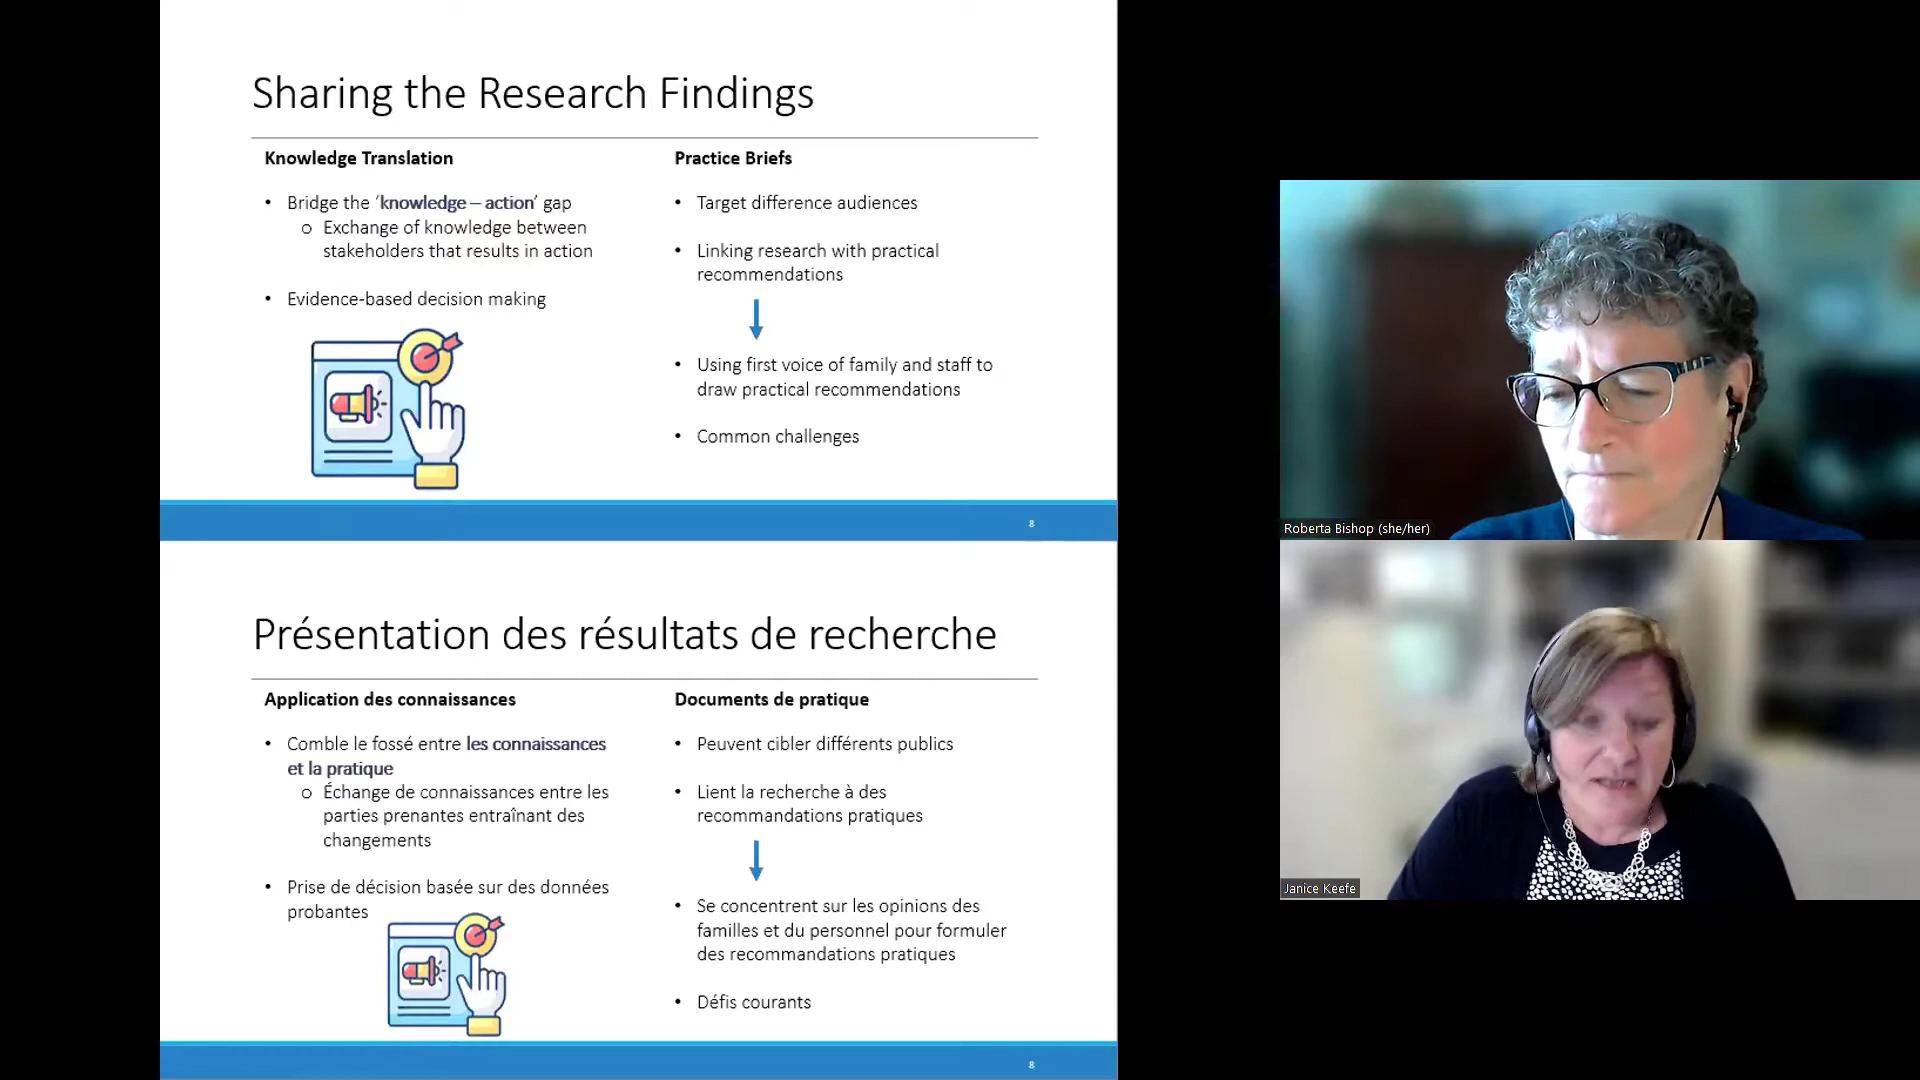 Sharing the Research Findings
Knowledge Translation
• Bridge the ‘knowledge – action’ gap
o Exchange of knowledge between
stakeholders that results in action
• Evidence-based decision making
Practice Briefs
• Target difference audiences
• Linking research with practical
recommendations
• Using first voice of family and staff to
draw practical recommendations
• Common challenges
8
Présentation des résultats de recherche
Application des connaissances
• Comble le fossé entre les connaissances
et la pratique
o Échange de connaissances entre les
parties prenantes entraînant des
changements
• Prise de décision basée sur des données
probantes
Documents de pratique
• Peuvent cibler différents publics
• Lient la recherche à des
recommandations pratiques
• Se concentrent sur les opinions des
familles et du personnel pour formuler
des recommandations pratiques
• Défis courants
8
Roberta Bishop (she/her)
Janice Keefe